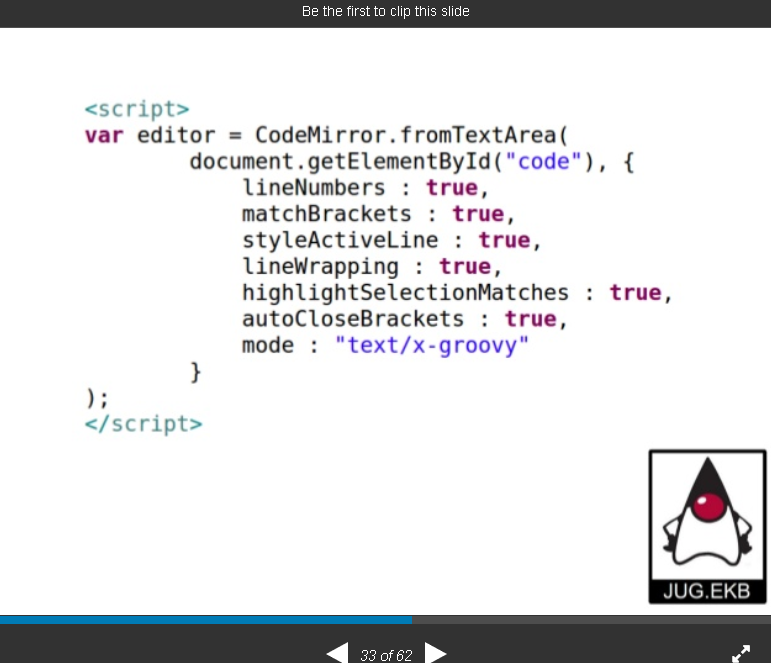 Be the first to clip this slide
<script>
var editor = CodeMirror.fromTextArea(
        document.getElementById("code"), {
            lineNumbers : true,
            matchBrackets : true,
            styleActiveLine : true,
            lineWrapping : true,
            highlightSelectionMatches : true,
            autoCloseBrackets : true,
            mode : "text/x-groovy"
        }
);
</script>
JUG.EKB
33 of 62